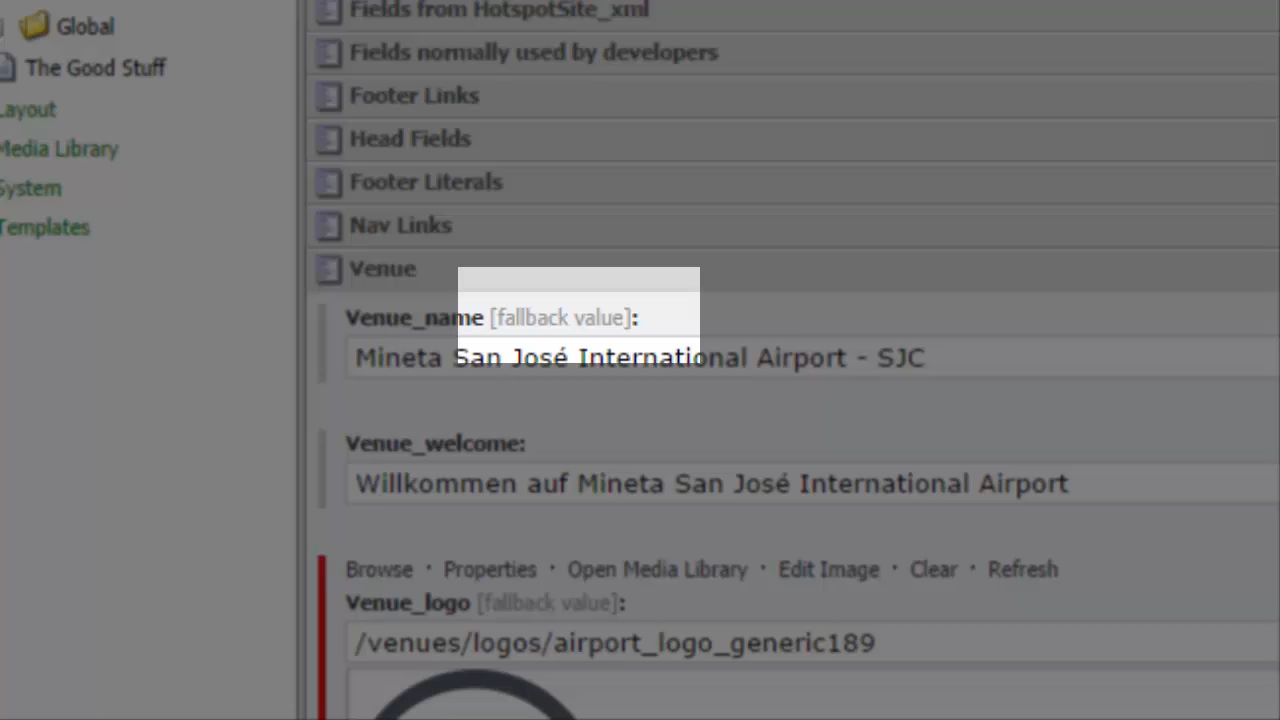 Global
The Good Stuff
Layout
Media Library
System
Templates
Fields from HotspotSite_xml
Fields normally used by developers
Footer Links
Head Fields
Footer Literals
Nav Links
Venue
Venue_name [fallback value]:
Mineta San José International Airport - SJC
Venue_welcome:
Willkommen auf Mineta San José International Airport
Browse · Properties · Open Media Library · Edit Image · Clear · Refresh
Venue_logo [fallback value]:
/venues/logos/airport_logo_generic189